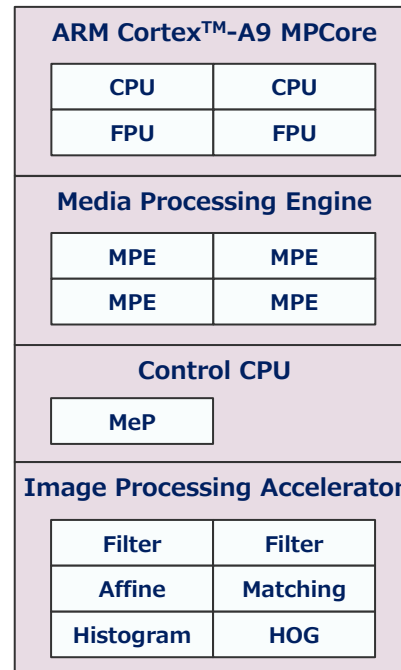 ARM Cortex™-A9 MPCore
CPU CPU
FPU FPU
Media Processing Engine
MPE MPE
MPE MPE
Control CPU
MeP
Image Processing Accelerator
Filter Filter
Affine Matching
Histogram HOG